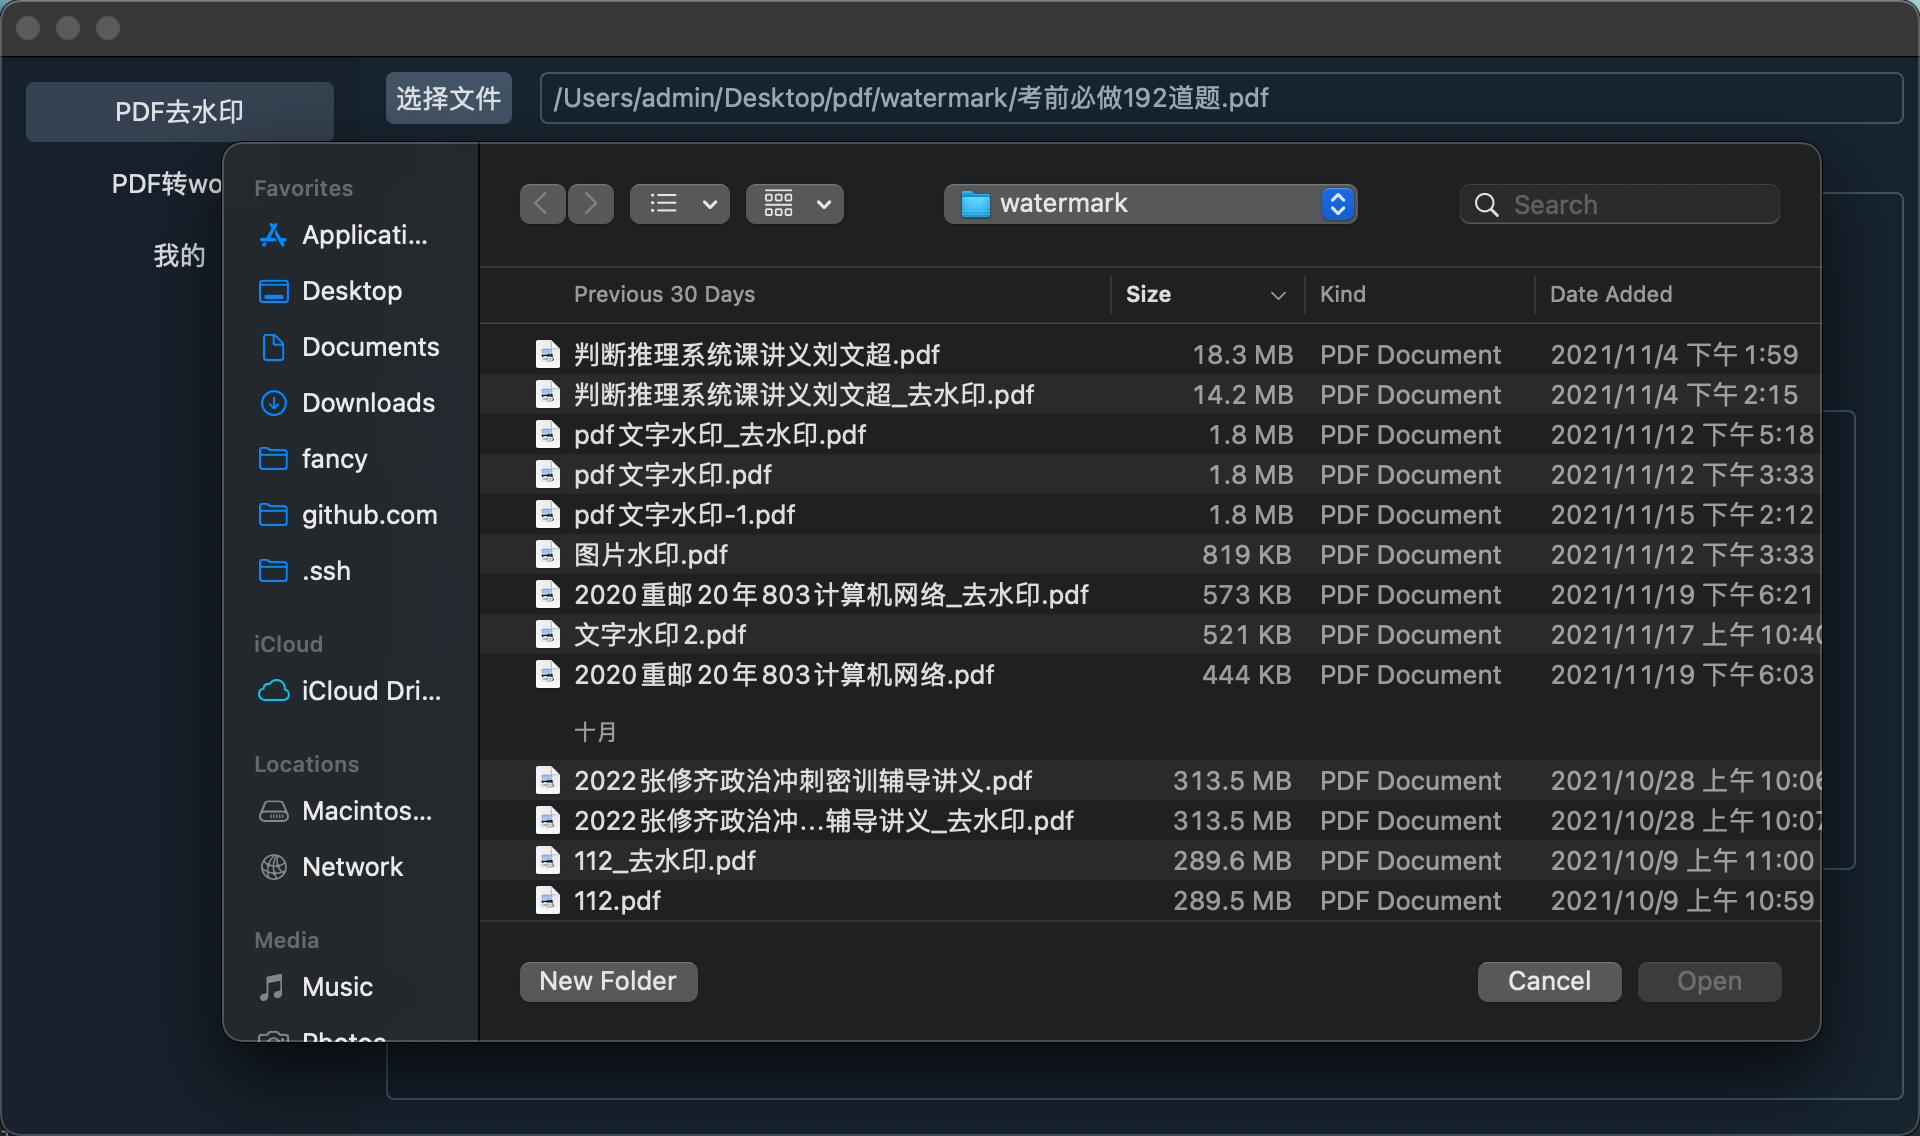 PDF去水印
选择文件
/Users/admin/Desktop/pdf/watermark/考前必做192道题.pdf
PDF转wo
我的
Favorites
Applicati...
Desktop
Documents
Downloads
fancy
github.com
.ssh
iCloud
iCloud Dri...
Locations
Macintos...
Network
Media
Music
Photos
watermark
Search
Previous 30 Days Size Kind Date Added
判断推理系统课讲义刘文超.pdf 18.3 MB PDF Document 2021/11/4 下午1:59
判断推理系统课讲义刘文超_去水印.pdf 14.2 MB PDF Document 2021/11/4 下午2:15
pdf文字水印_去水印.pdf 1.8 MB PDF Document 2021/11/12 下午5:18
pdf文字水印.pdf 1.8 MB PDF Document 2021/11/12 下午3:33
pdf文字水印-1.pdf 1.8 MB PDF Document 2021/11/15 下午2:12
图片水印.pdf 819 KB PDF Document 2021/11/12 下午3:33
2020重邮20年803计算机网络_去水印.pdf 573 KB PDF Document 2021/11/19 下午6:21
文字水印2.pdf 521 KB PDF Document 2021/11/17 上午10:40
2020重邮20年803计算机网络.pdf 444 KB PDF Document 2021/11/19 下午6:03
十月
2022张修齐政治冲刺密训辅导讲义.pdf 313.5 MB PDF Document 2021/10/28 上午10:06
2022张修齐政治冲...辅导讲义_去水印.pdf 313.5 MB PDF Document 2021/10/28 上午10:07
112_去水印.pdf 289.6 MB PDF Document 2021/10/9 上午11:00
112.pdf 289.5 MB PDF Document 2021/10/9 上午10:59
New Folder
Cancel
Open